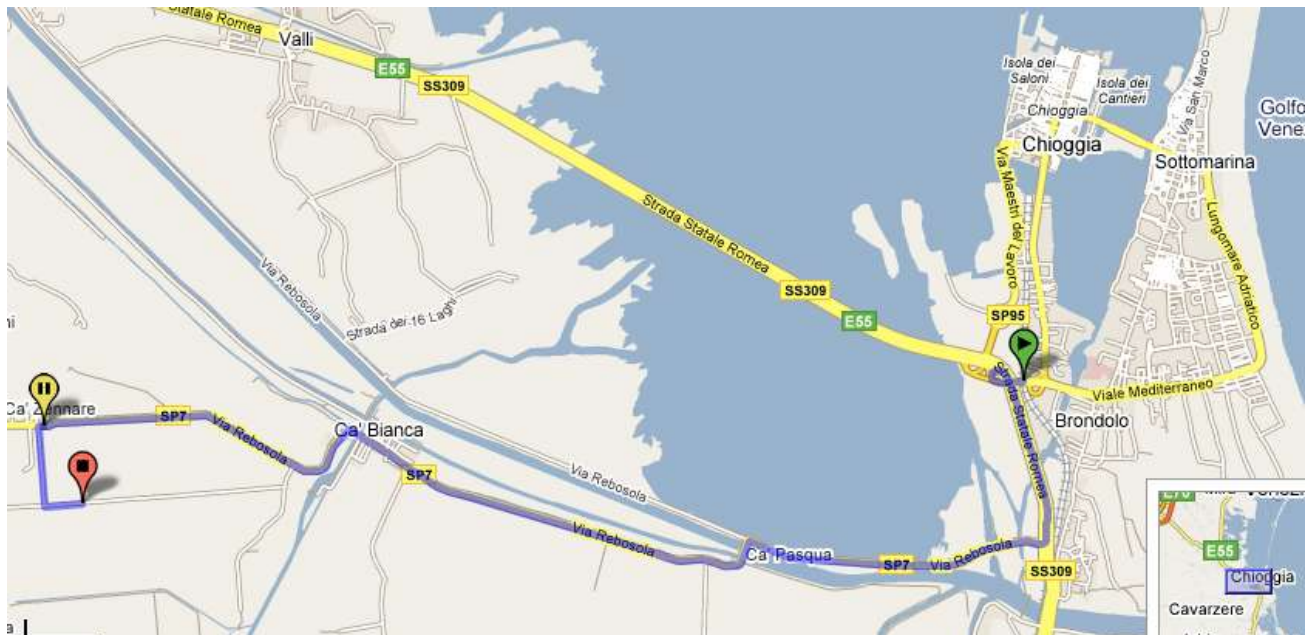 Statale Romea
Valli
E55
SS309
Isola dei
Saloni
Isola dei
Cantieri
Chioggia
Chioggia
Via San Marco
Golfo
Vene
Sottomarina
Via Maestri del Lavoro
Lungomare Adriatico
Strada Statale Romea
Via Rebosola
SS309
E55
SP95
Strada dei 16 Laghi
Strada Statale Romea
Viale Mediterraneo
Brondolo
Ca' Zennare
SP7
Via Rebosola
Ca' Bianca
SP7
Via Rebosola
Via Rebosola
Ca' Pasqua
SP7
Via Rebosola
SS309
E55
Chioggia
Cavarzere